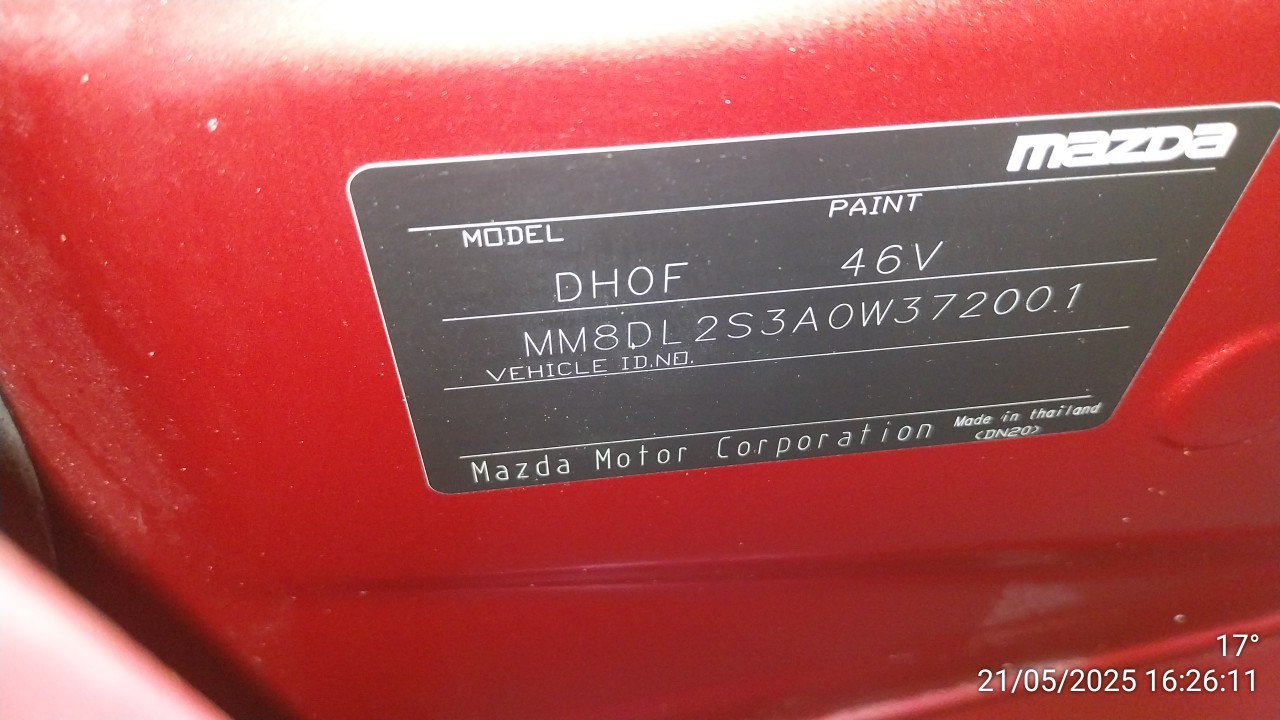 mazda
MODEL PAINT
DH0F 46V
MM8DL2S3A0W372001
VEHICLE ID.NO.
Mazda Motor Corporation Made in thailand
<DN20>
17°
21/05/2025 16:26:11